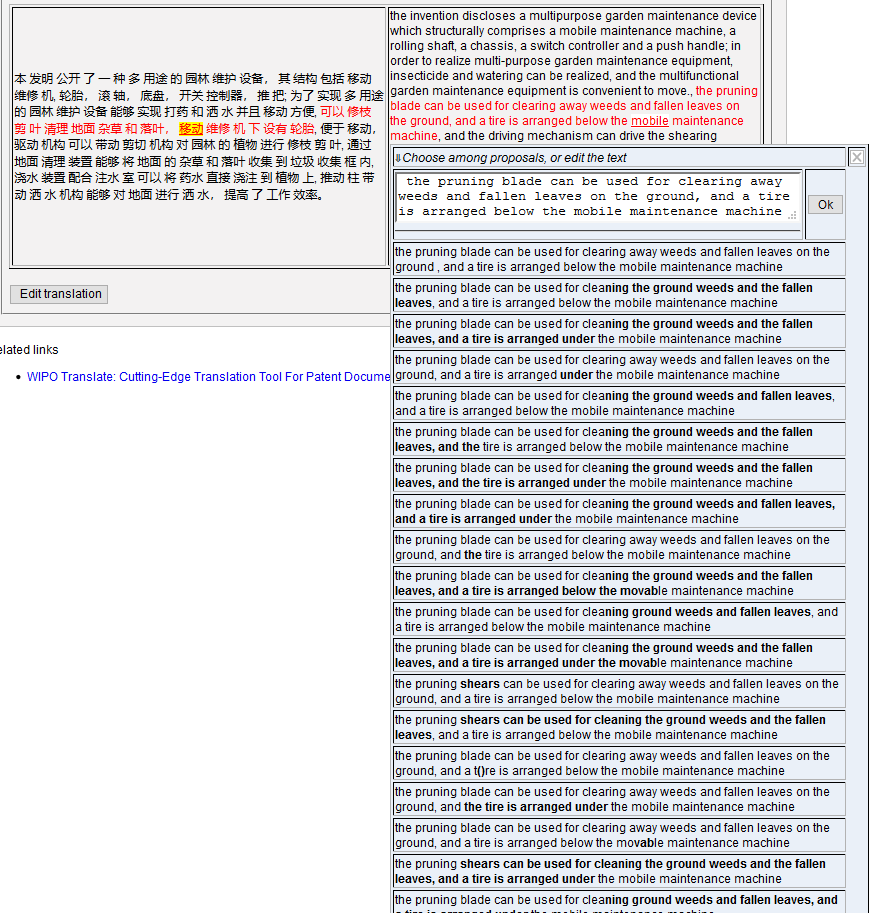 本 发明 公开 了 一 种 多 用途 的 园林 维护 设备， 其 结构 包括 移动
维修 机, 轮胎， 滚 轴， 底盘， 开关 控制器， 推 把; 为了 实现 多 用途
的 园林 维护 设备 能够 实现 打药 和 洒 水 并且 移动 方便, 可以 修枝
剪 叶 清理 地面 杂草 和 落叶， 移动 维修 机 下 设有 轮胎, 便于 移动，
驱动 机构 可以 带动 剪切 机构 对 园林 的 植物 进行 修枝 剪 叶, 通过
地面 清理 装置 能够 将 地面 的 杂草 和 落叶 收集 到 垃圾 收集 框 内,
浇水 装置 配合 注水 室 可以 将 药水 直接 浇注 到 植物 上, 推动 柱 带
动 洒 水 机构 能够 对 地面 进行 洒 水， 提高 了 工作 效率。
the invention discloses a multipurpose garden maintenance device
which structurally comprises a mobile maintenance machine, a
rolling shaft, a chassis, a switch controller and a push handle; in
order to realize multi-purpose garden maintenance equipment,
insecticide and watering can be realized, and the multifunctional
garden maintenance equipment is convenient to move., the pruning
blade can be used for clearing away weeds and fallen leaves on
the ground, and a tire is arranged below the mobile maintenance
machine, and the driving mechanism can drive the shearing
Edit translation
elated links
• WIPO Translate: Cutting-Edge Translation Tool For Patent Docume
⇓Choose among proposals, or edit the text
the pruning blade can be used for clearing away
weeds and fallen leaves on the ground, and a tire
is arranged below the mobile maintenance machine
Ok
the pruning blade can be used for clearing away weeds and fallen leaves on the
ground , and a tire is arranged below the mobile maintenance machine
the pruning blade can be used for cleaning the ground weeds and the fallen
leaves, and a tire is arranged below the mobile maintenance machine
the pruning blade can be used for cleaning the ground weeds and the fallen
leaves, and a tire is arranged under the mobile maintenance machine
the pruning blade can be used for clearing away weeds and fallen leaves on the
ground, and a tire is arranged under the mobile maintenance machine
the pruning blade can be used for cleaning the ground weeds and fallen leaves,
and a tire is arranged below the mobile maintenance machine
the pruning blade can be used for cleaning the ground weeds and the fallen
leaves, and the tire is arranged below the mobile maintenance machine
the pruning blade can be used for cleaning the ground weeds and the fallen
leaves, and the tire is arranged under the mobile maintenance machine
the pruning blade can be used for cleaning the ground weeds and fallen leaves,
and a tire is arranged under the mobile maintenance machine
the pruning blade can be used for clearing away weeds and fallen leaves on the
ground, and the tire is arranged below the mobile maintenance machine
the pruning blade can be used for cleaning the ground weeds and the fallen
leaves, and a tire is arranged below the movable maintenance machine
the pruning blade can be used for cleaning ground weeds and fallen leaves, and
a tire is arranged below the mobile maintenance machine
the pruning blade can be used for cleaning the ground weeds and the fallen
leaves, and a tire is arranged under the movable maintenance machine
the pruning shears can be used for clearing away weeds and fallen leaves on the
ground, and a tire is arranged below the mobile maintenance machine
the pruning shears can be used for cleaning the ground weeds and the fallen
leaves, and a tire is arranged below the mobile maintenance machine
the pruning blade can be used for clearing away weeds and fallen leaves on the
ground, and a t()re is arranged below the mobile maintenance machine
the pruning blade can be used for clearing away weeds and fallen leaves on the
ground, and the tire is arranged under the mobile maintenance machine
the pruning blade can be used for clearing away weeds and fallen leaves on the
ground, and a tire is arranged below the movable maintenance machine
the pruning shears can be used for cleaning the ground weeds and the fallen
leaves, and a tire is arranged under the mobile maintenance machine
the pruning blade can be used for cleaning ground weeds and fallen leaves, and
a tire is arranged under the mobile maintenance machine